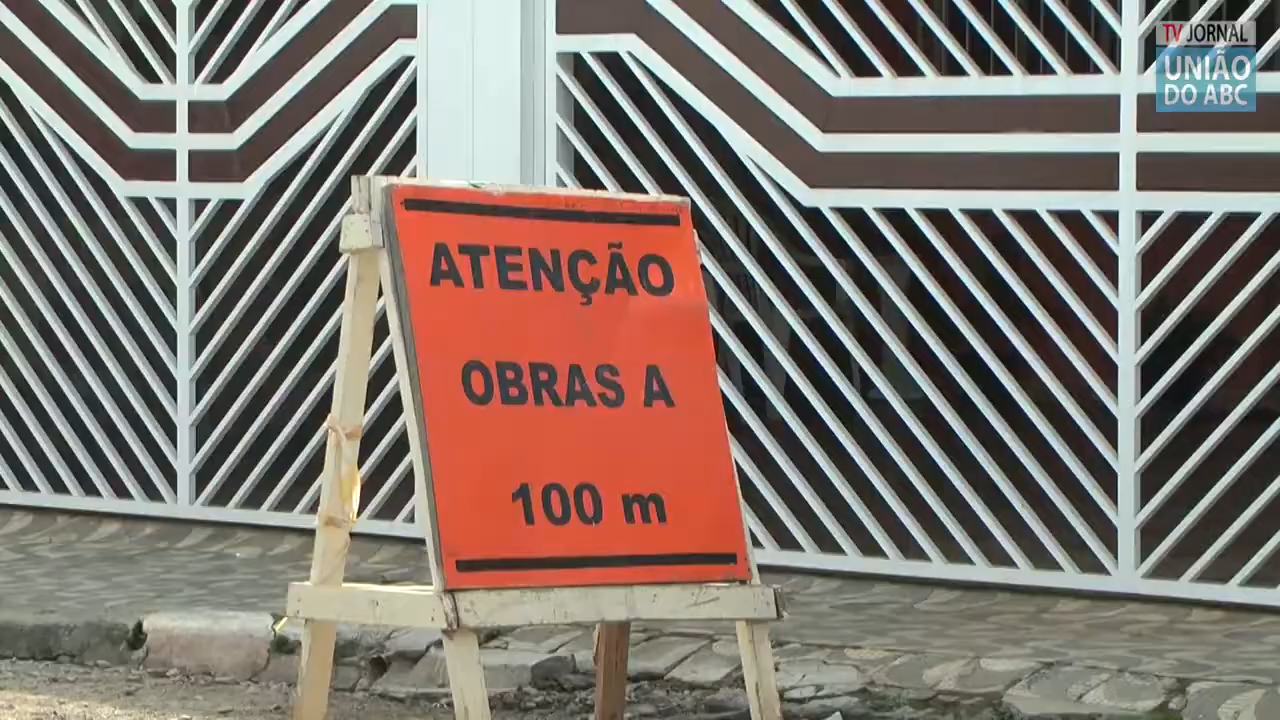 TV JORNAL
UNIÃO
DO ABC
ATENÇÃO
OBRAS A
100 m